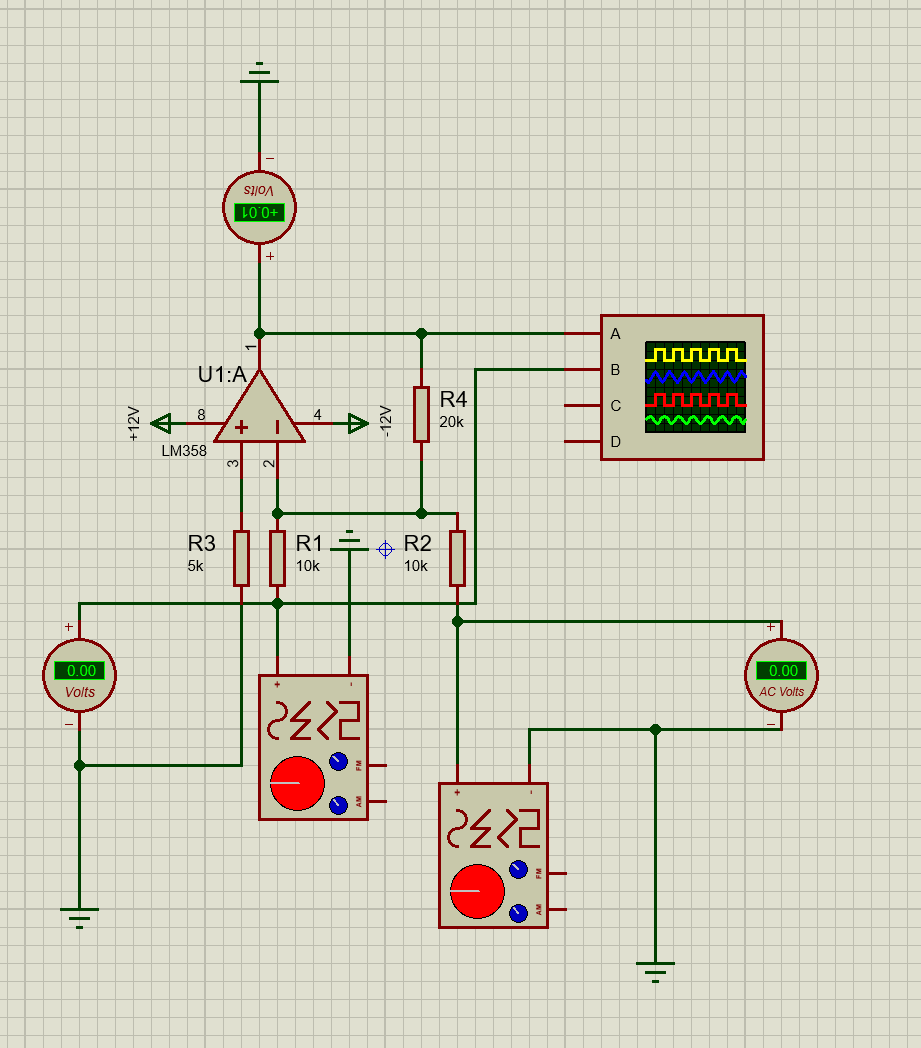 −
Volts
+0.01
+
1
U1:A
8
4
+12V
-12V
LM358
3
2
R4
20k
A
B
C
D
R3
5k
R1
10k
R2
10k
+
0.00
Volts
−
+
0.00
AC Volts
−
+
-
FM
AM
+
-
FM
AM